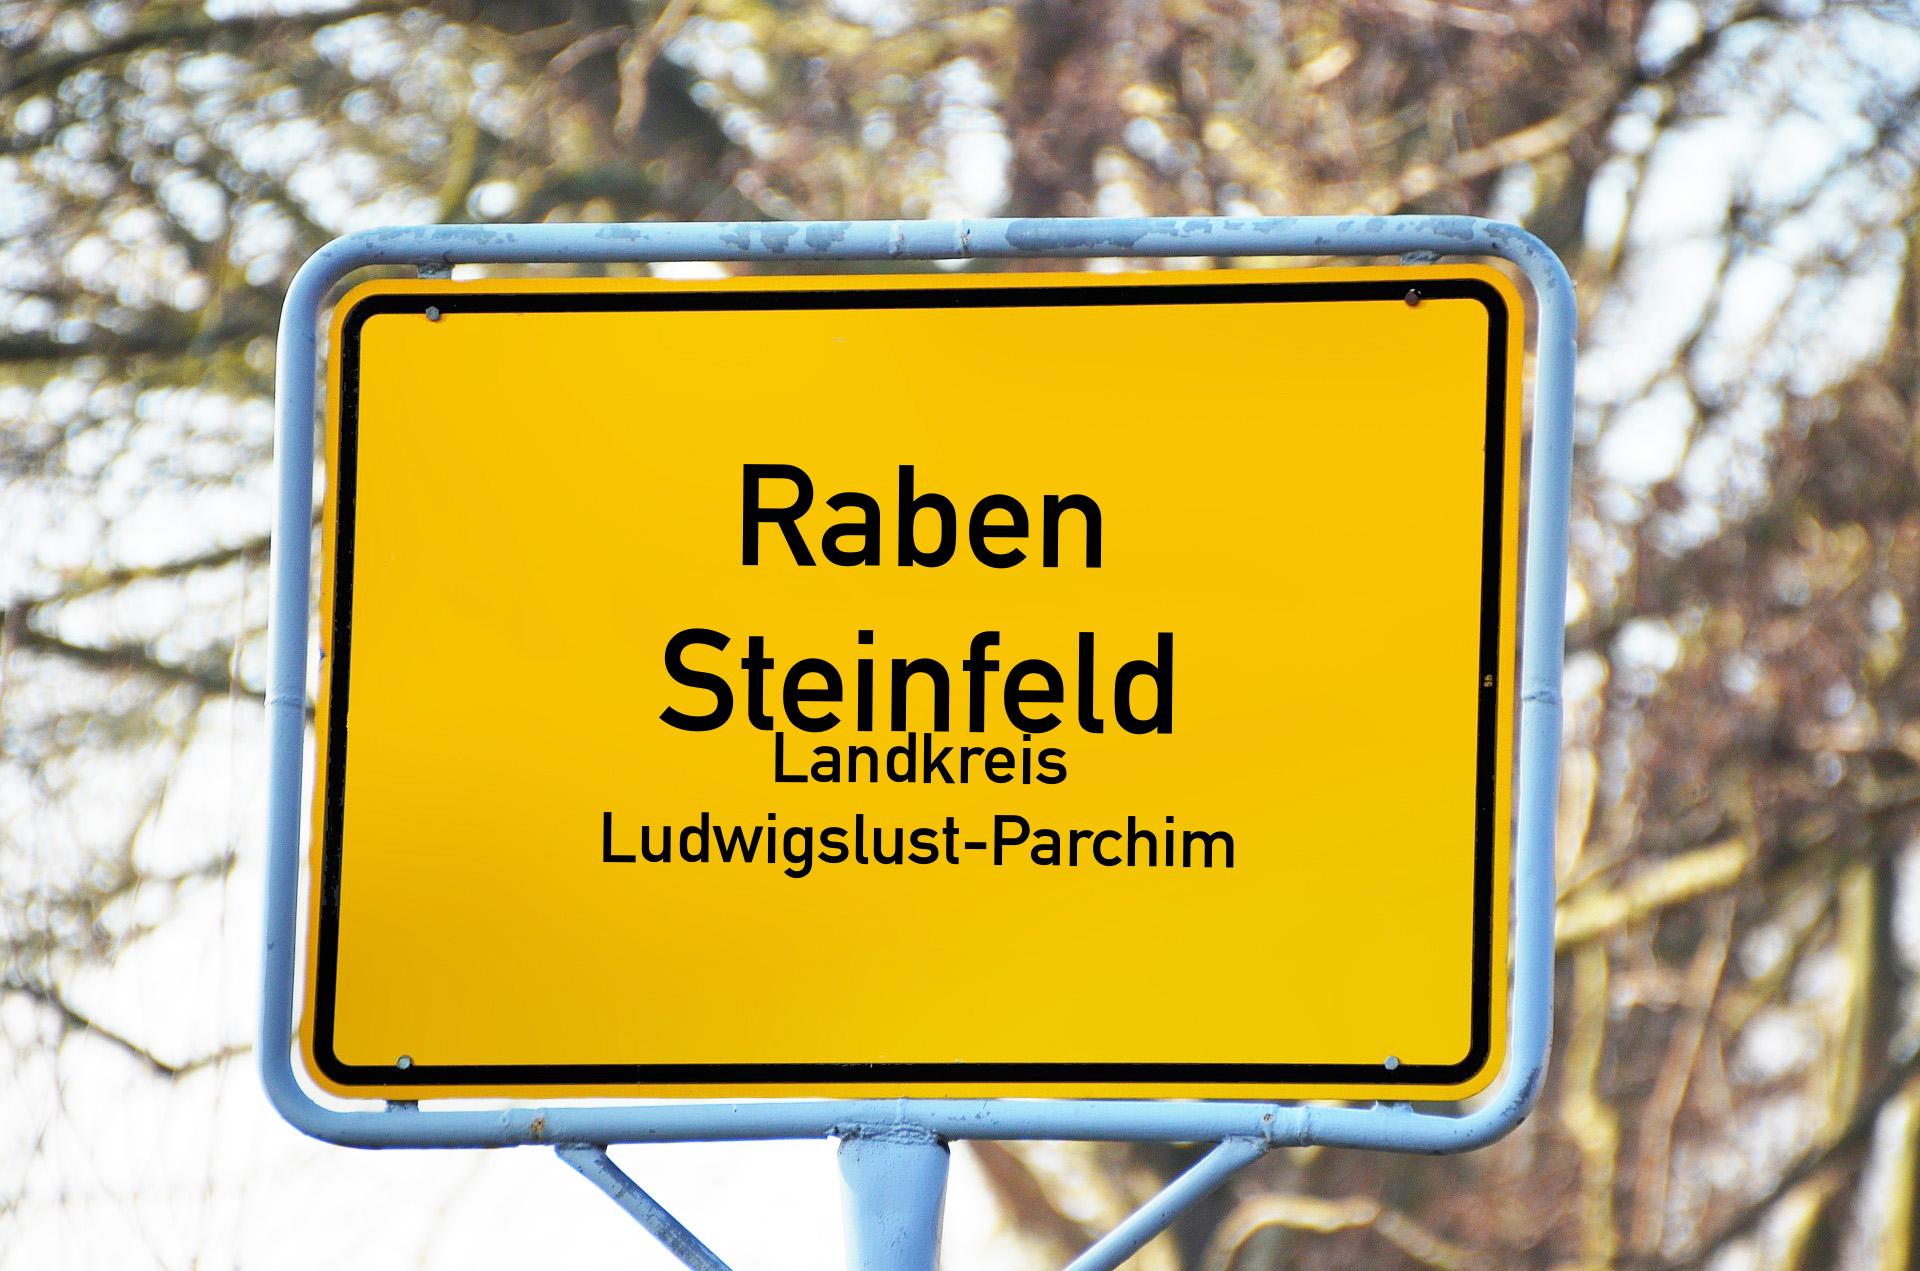 Raben
Steinfeld
Landkreis
Ludwigslust-Parchim